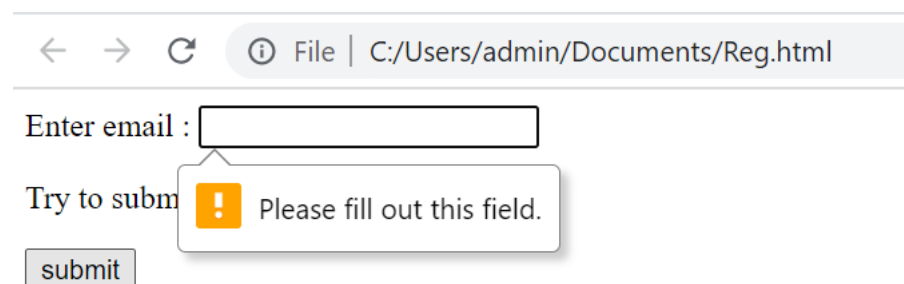 File | C:/Users/admin/Documents/Reg.html
Enter email :
Try to subm
Please fill out this field.
submit